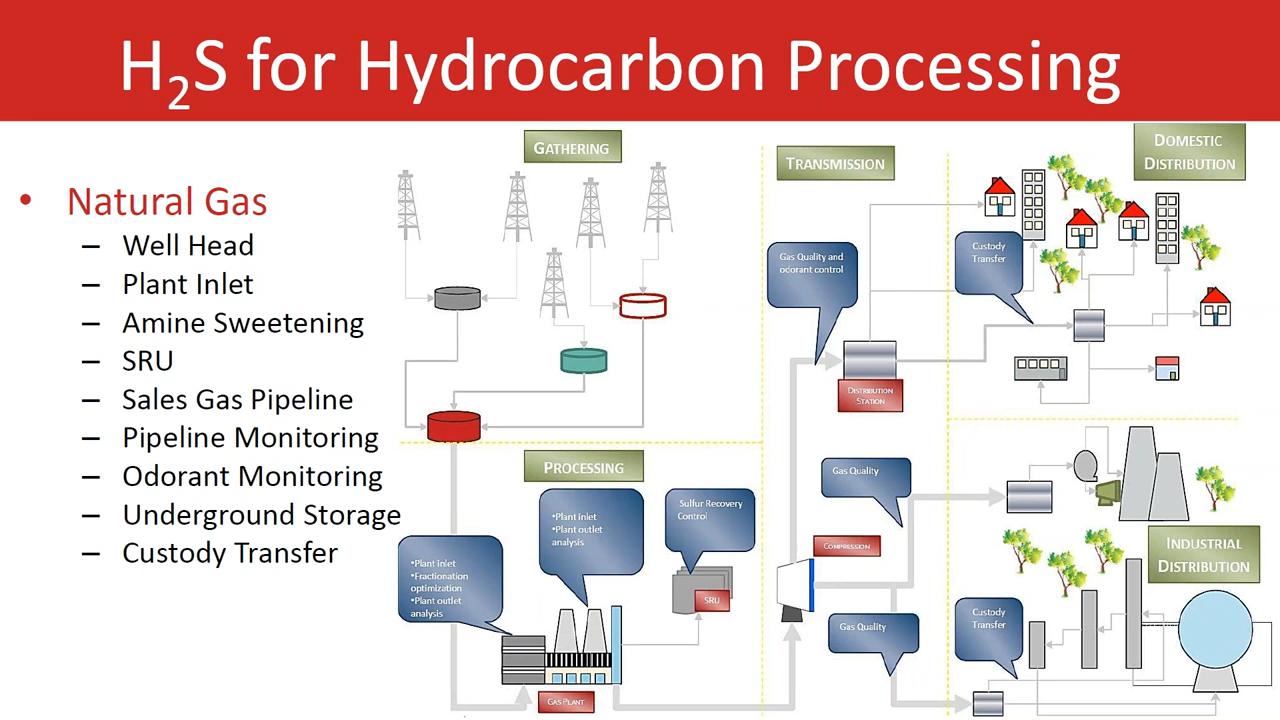 H2S for Hydrocarbon Processing
• Natural Gas
– Well Head
– Plant Inlet
– Amine Sweetening
– SRU
– Sales Gas Pipeline
– Pipeline Monitoring
– Odorant Monitoring
– Underground Storage
– Custody Transfer
GATHERING
PROCESSING
•Plant inlet
•Fractionation
optimization
•Plant outlet
analysis
•Plant inlet
•Plant outlet
analysis
Sulfur Recovery
Control
SRU
GAS PLANT
TRANSMISSION
Gas Quality and
odorant control
DISTRIBUTION
STATION
Gas Quality
COMPRESSION
Gas Quality
DOMESTIC
DISTRIBUTION
Custody
Transfer
INDUSTRIAL
DISTRIBUTION
Custody
Transfer